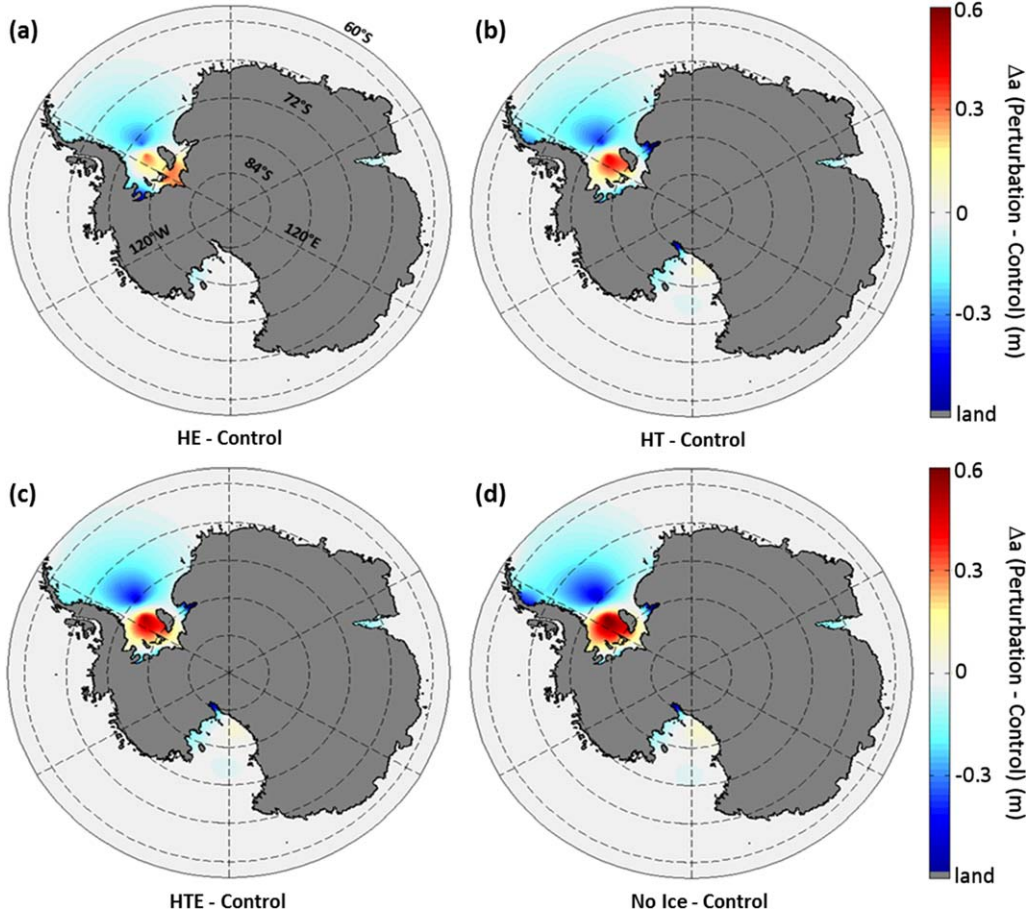 (a)
60°S
72°S
84°S
120°W
120°E
HE - Control
(b)
HT - Control
0.6
0.3
0
-0.3
land
Δa (Perturbation - Control) (m)
(c)
HTE - Control
(d)
No Ice - Control
0.6
0.3
0
-0.3
land
Δa (Perturbation - Control) (m)